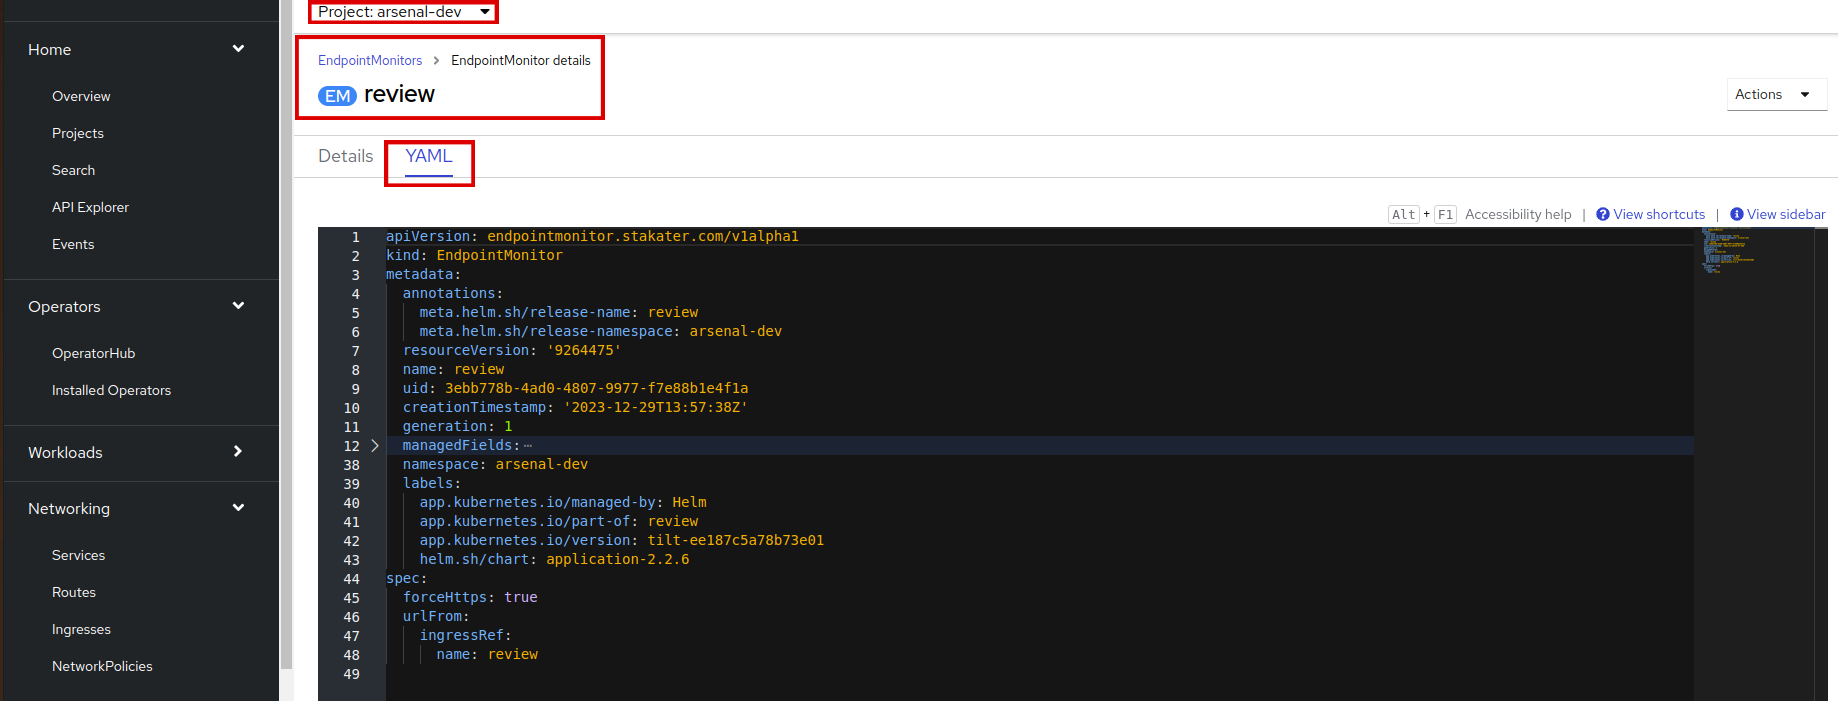 Project: arsenal-dev
Home
Overview
Projects
Search
API Explorer
Events
Operators
OperatorHub
Installed Operators
Workloads
Networking
Services
Routes
Ingresses
NetworkPolicies
EndpointMonitors > EndpointMonitor details
EM review
Actions
Details YAML
Alt + F1 Accessibility help | View shortcuts | View sidebar
1 apiVersion: endpointmonitor.stakater.com/v1alpha1
2 kind: EndpointMonitor
3 metadata:
4 annotations:
5 meta.helm.sh/release-name: review
6 meta.helm.sh/release-namespace: arsenal-dev
7 resourceVersion: '9264475'
8 name: review
9 uid: 3ebb778b-4ad0-4807-9977-f7e88b1e4f1a
10 creationTimestamp: '2023-12-29T13:57:38Z'
11 generation: 1
12 managedFields:⋯
38 namespace: arsenal-dev
39 labels:
40 app.kubernetes.io/managed-by: Helm
41 app.kubernetes.io/part-of: review
42 app.kubernetes.io/version: tilt-ee187c5a78b73e01
43 helm.sh/chart: application-2.2.6
44 spec:
45 forceHttps: true
46 urlFrom:
47 ingressRef:
48 name: review
49